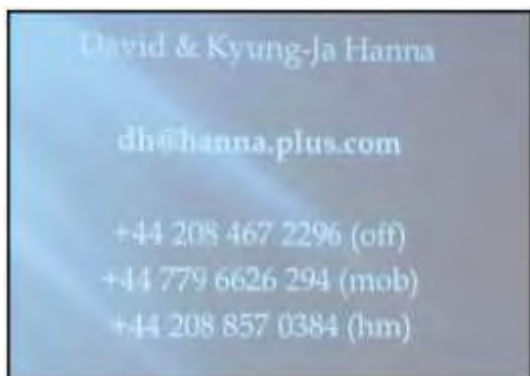 David & Kyung-Ja Hanna
dh@hanna.plus.com
+44 208 467 2296 (off)
+44 779 6626 294 (mob)
+44 208 857 0384 (hm)